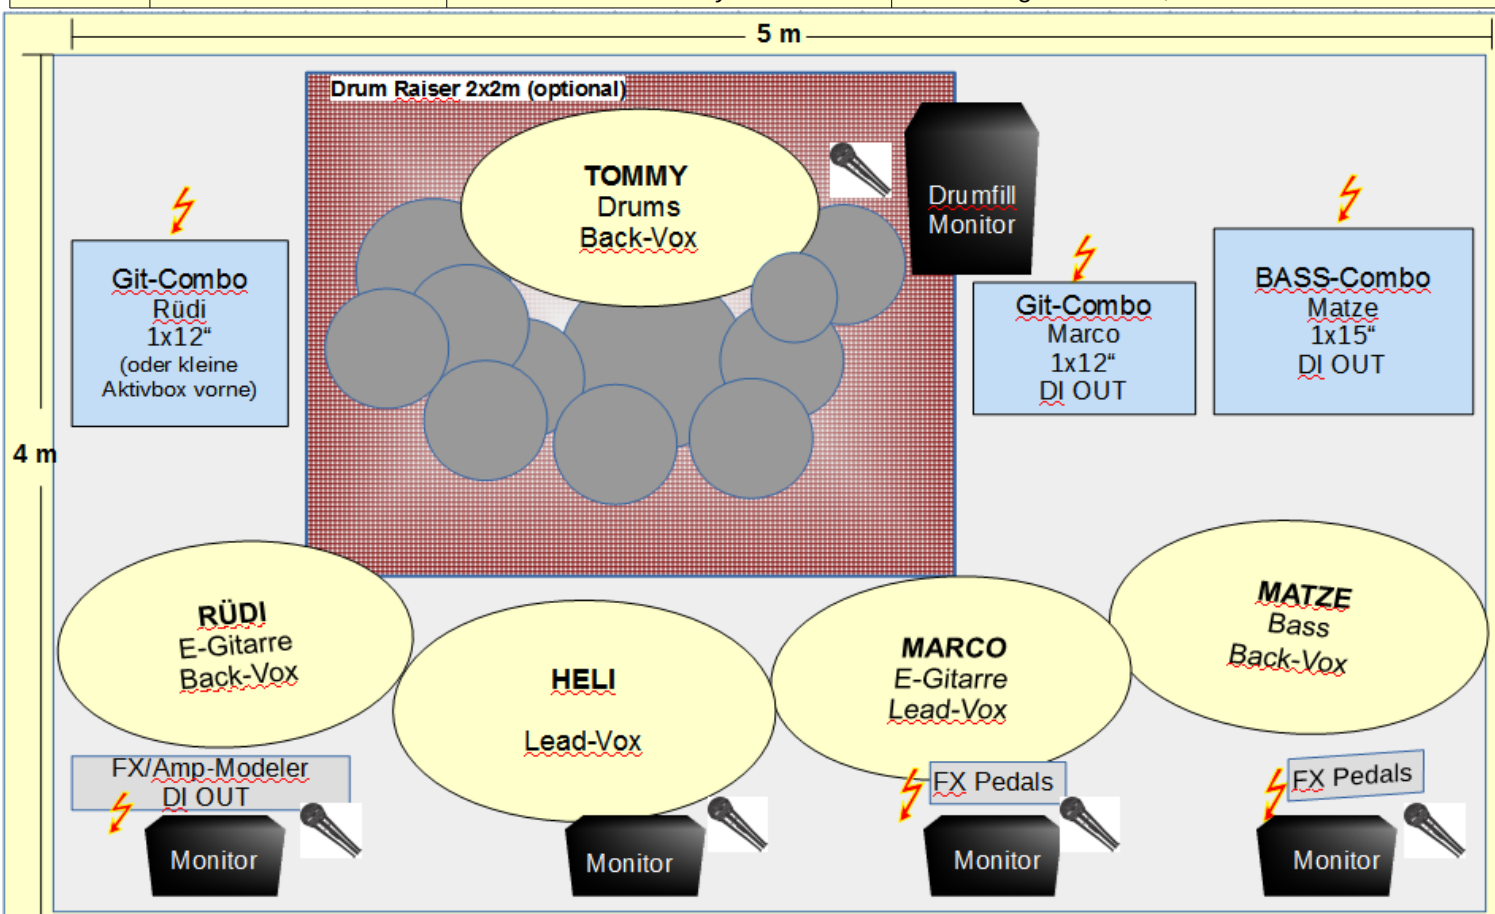 5 m
Drum Raiser 2x2m (optional)
TOMMY
Drums
Back-Vox
Drumfill
Monitor
Git-Combo
Rüdi
1x12“
(oder kleine
Aktivbox vorne)
Git-Combo
Marco
1x12“
DI OUT
BASS-Combo
Matze
1x15“
DI OUT
4 m
RÜDI
E-Gitarre
Back-Vox
HELI
Lead-Vox
MARCO
E-Gitarre
Lead-Vox
MATZE
Bass
Back-Vox
FX/Amp-Modeler
DI OUT
FX Pedals
FX Pedals
Monitor
Monitor
Monitor
Monitor